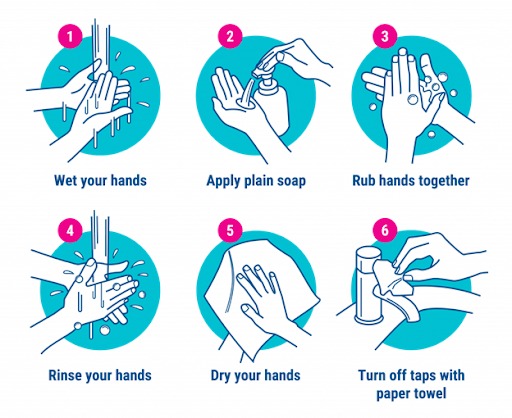 1
Wet your hands
2
Apply plain soap
3
Rub hands together
4
Rinse your hands
5
Dry your hands
6
Turn off taps with
paper towel